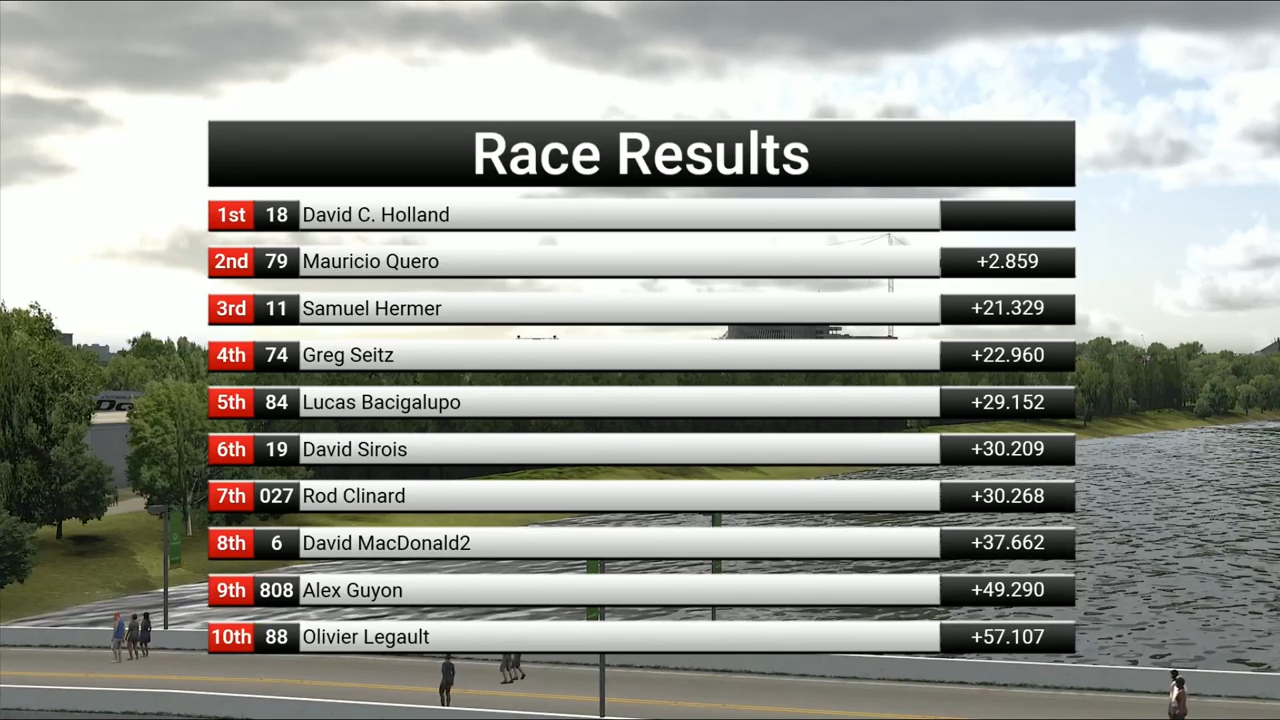 Race Results
1st 18 David C. Holland
2nd 79 Mauricio Quero +2.859
3rd 11 Samuel Hermer +21.329
4th 74 Greg Seitz +22.960
5th 84 Lucas Bacigalupo +29.152
6th 19 David Sirois +30.209
7th 027 Rod Clinard +30.268
8th 6 David MacDonald2 +37.662
9th 808 Alex Guyon +49.290
10th 88 Olivier Legault +57.107